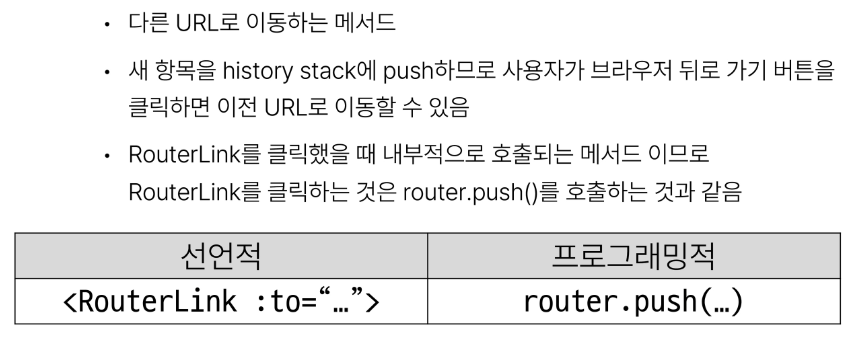 • 다른 URL로 이동하는 메서드
• 새 항목을 history stack에 push하므로 사용자가 브라우저 뒤로 가기 버튼을
클릭하면 이전 URL로 이동할 수 있음
• RouterLink를 클릭했을 때 내부적으로 호출되는 메서드 이므로
RouterLink를 클릭하는 것은 router.push()를 호출하는 것과 같음
선언적 프로그래밍적
<RouterLink :to=“…”> router.push(…)